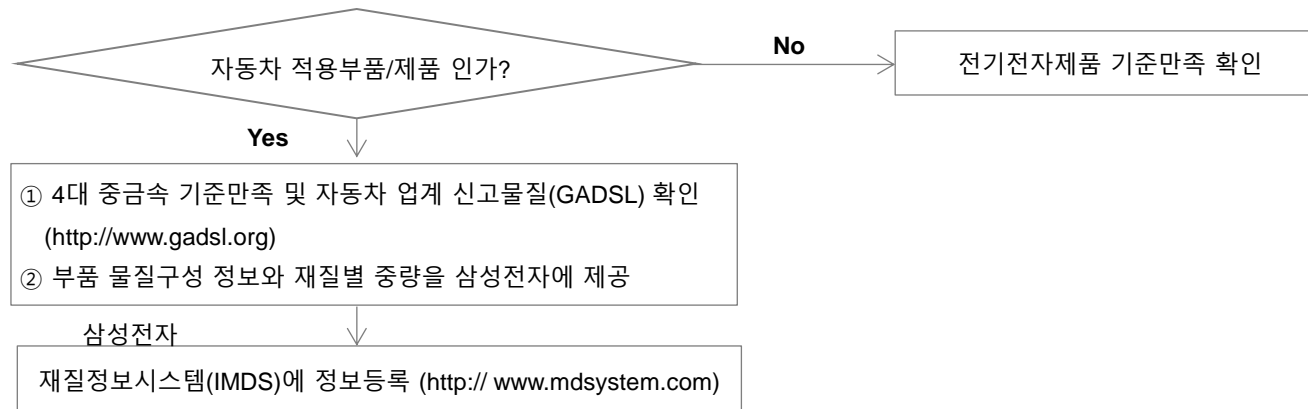 자동차 적용부품/제품 인가?
No
전기전자제품 기준만족 확인
Yes
① 4대 중금속 기준만족 및 자동차 업계 신고물질(GADSL) 확인
(http://www.gadsl.org)
② 부품 물질구성 정보와 재질별 중량을 삼성전자에 제공
삼성전자
재질정보시스템(IMDS)에 정보등록 (http:// www.mdsystem.com)